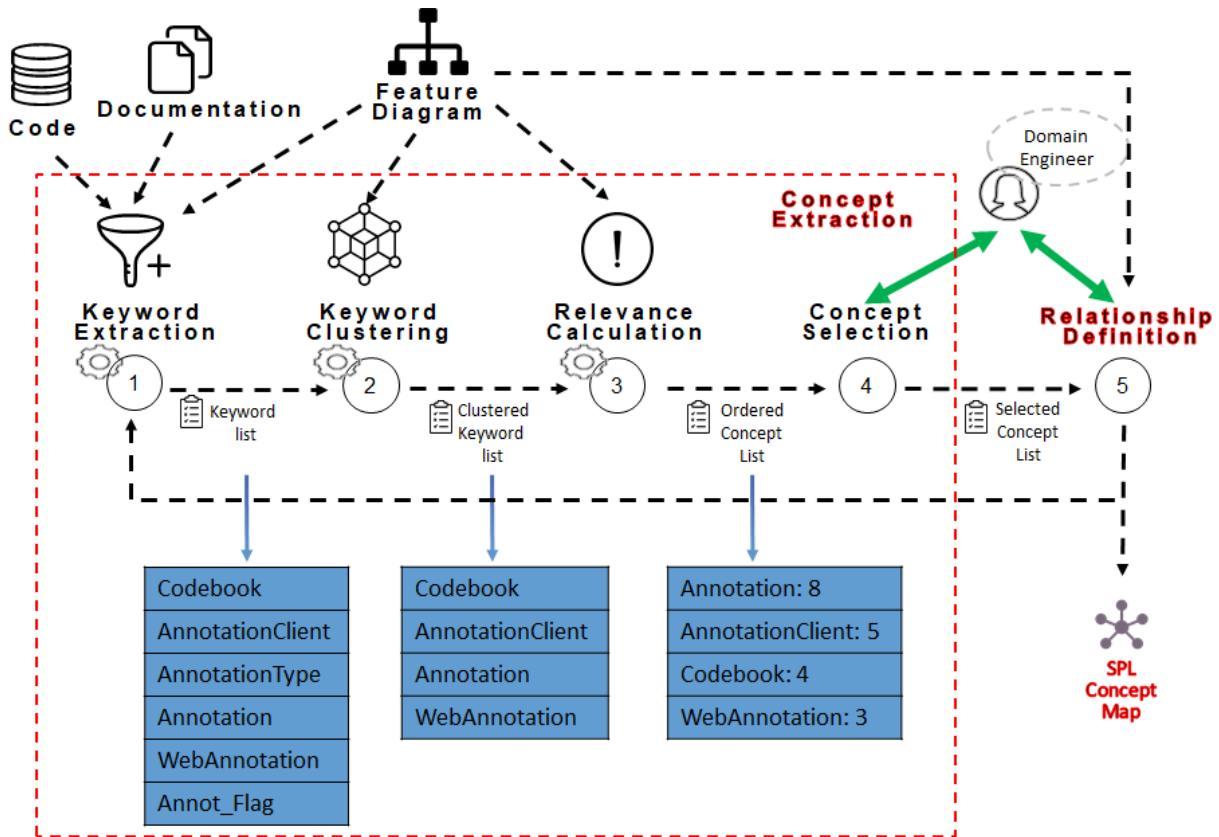 Code
Documentation
Feature
Diagram
Domain
Engineer
Concept
Extraction
!
+
Keyword
Extraction
Keyword
Clustering
Relevance
Calculation
Concept
Selection
Relationship
Definition
1
2
3
4
5
Keyword
list
Clustered
Keyword
list
Ordered
Concept
List
Selected
Concept
List
Codebook
AnnotationClient
AnnotationType
Annotation
WebAnnotation
Annot_Flag
Codebook
AnnotationClient
Annotation
WebAnnotation
Annotation: 8
AnnotationClient: 5
Codebook: 4
WebAnnotation: 3
SPL
Concept
Map